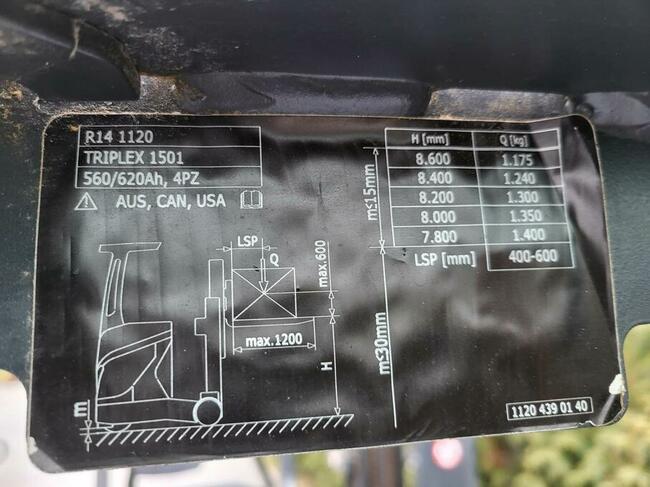 R14 1120
TRIPLEX 1501
560/620Ah, 4PZ
AUS, CAN, USA
LSP
Q
max.600
max.1200
H
E
m≤15mm
m≤30mm
H [mm] Q [kg]
8.600 1.175
8.400 1.240
8.200 1.300
8.000 1.350
7.800 1.400
LSP [mm] 400-600
1120 439 01 40